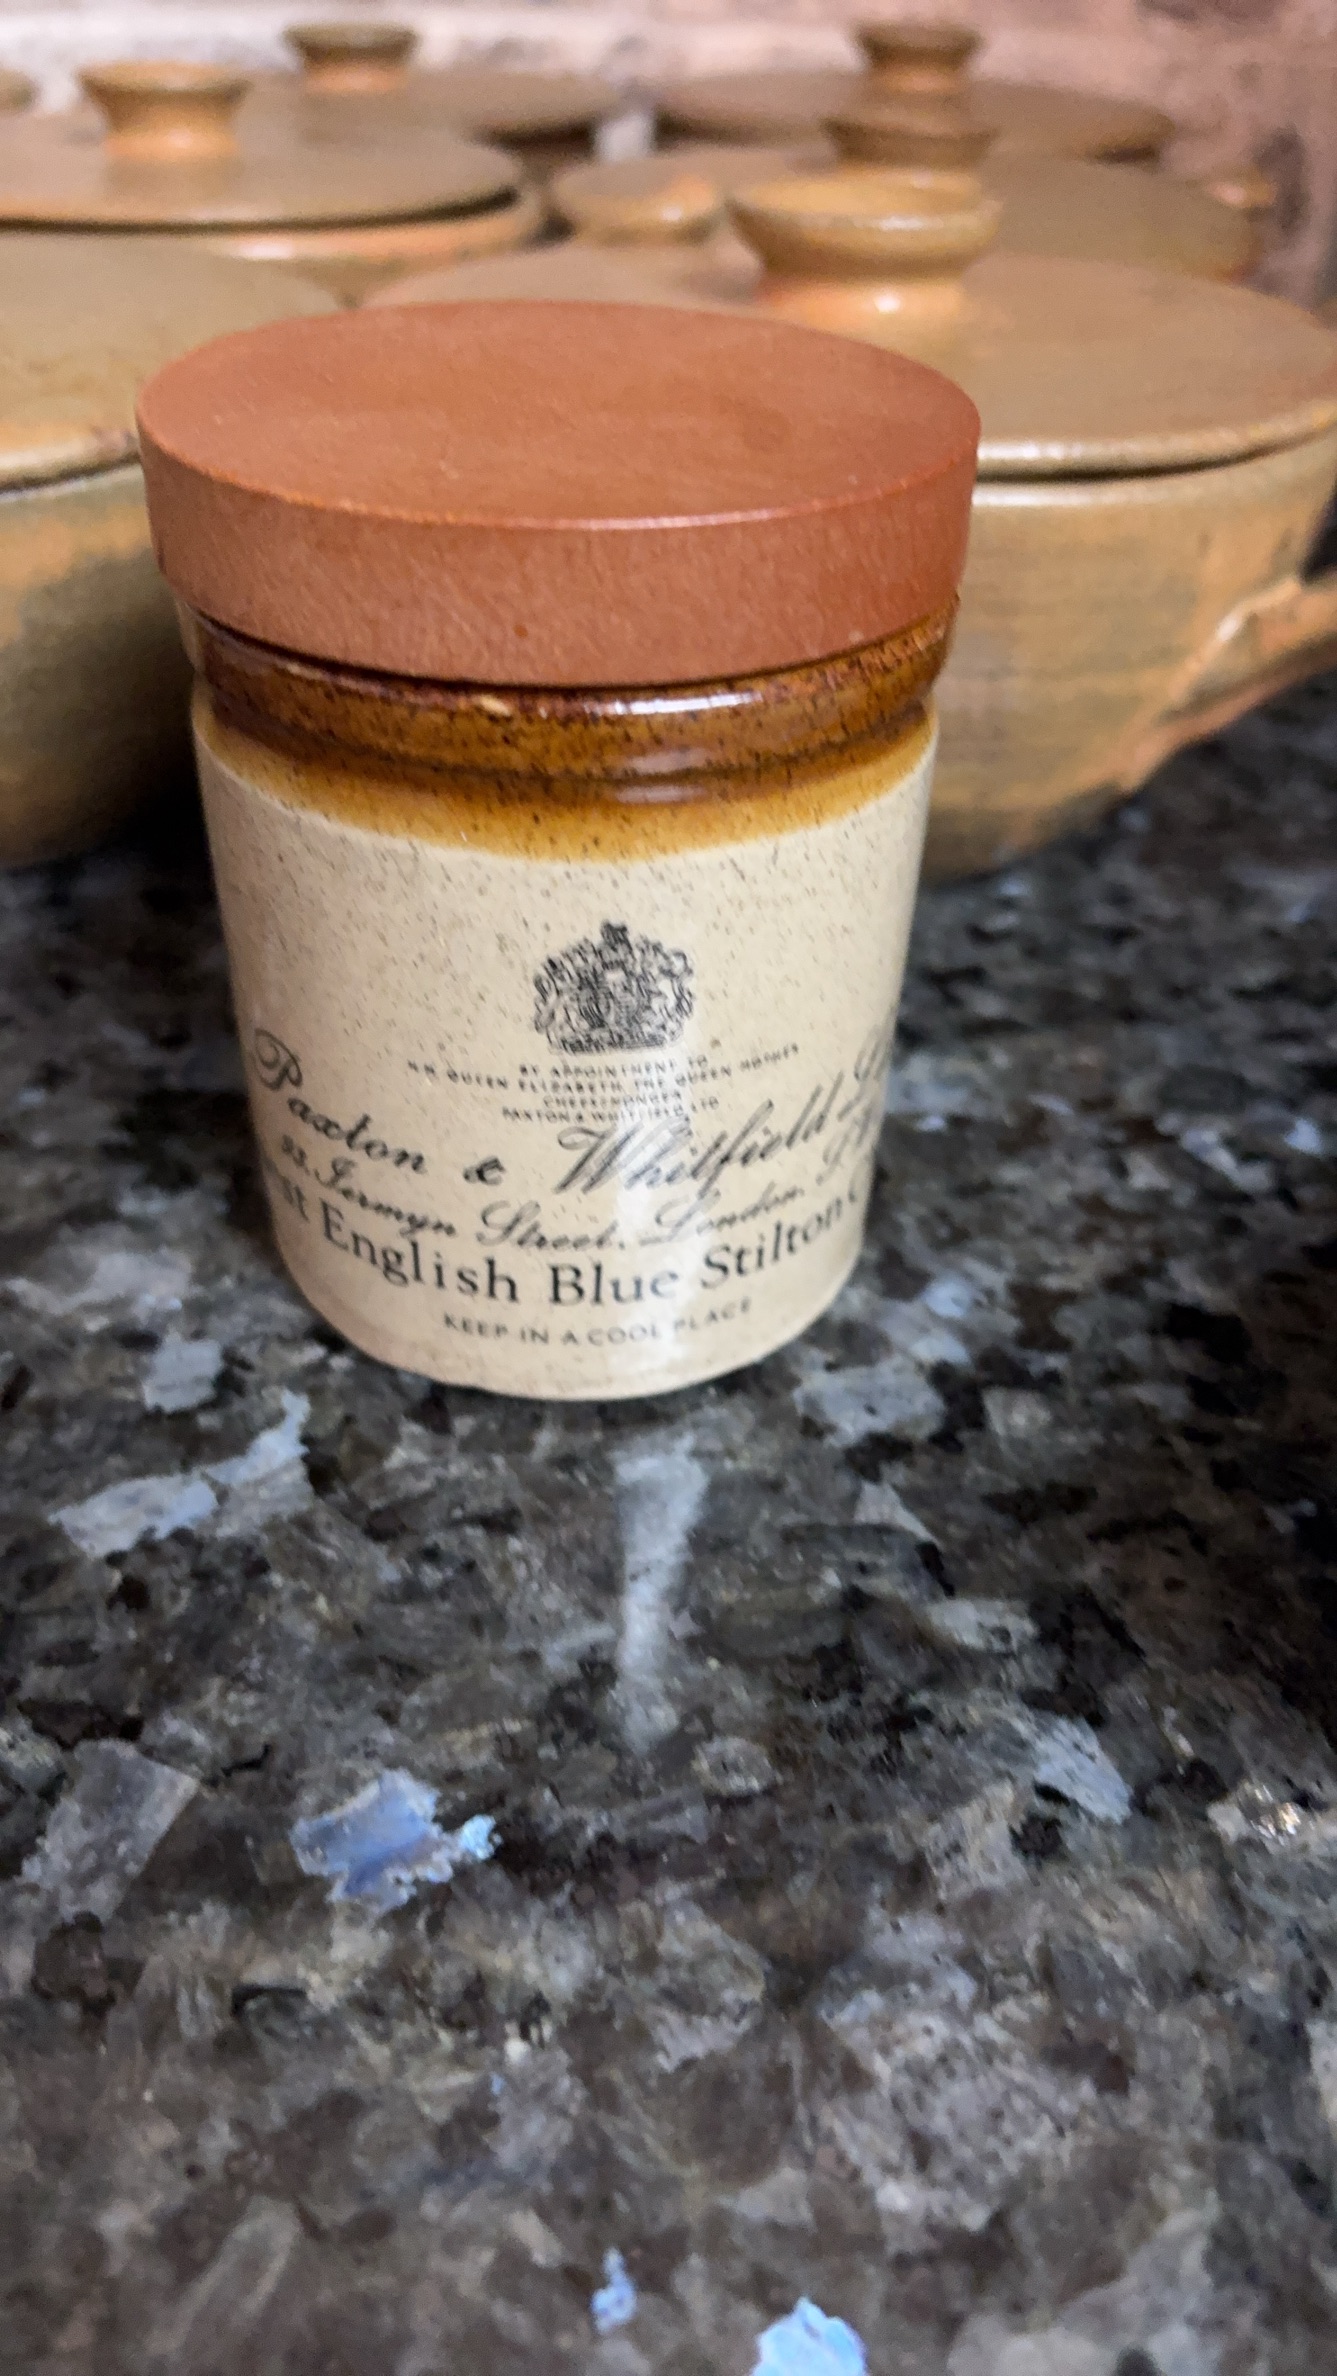 BY APPOINTMENT TO
H.M. QUEEN ELIZABETH THE QUEEN MOTHER
CHEESEMONGER
PAXTON & WHITFIELD LTD
Paxton & Whitfield
93. Jermyn Street. London.
English Blue Stilton
KEEP IN A COOL PLACE